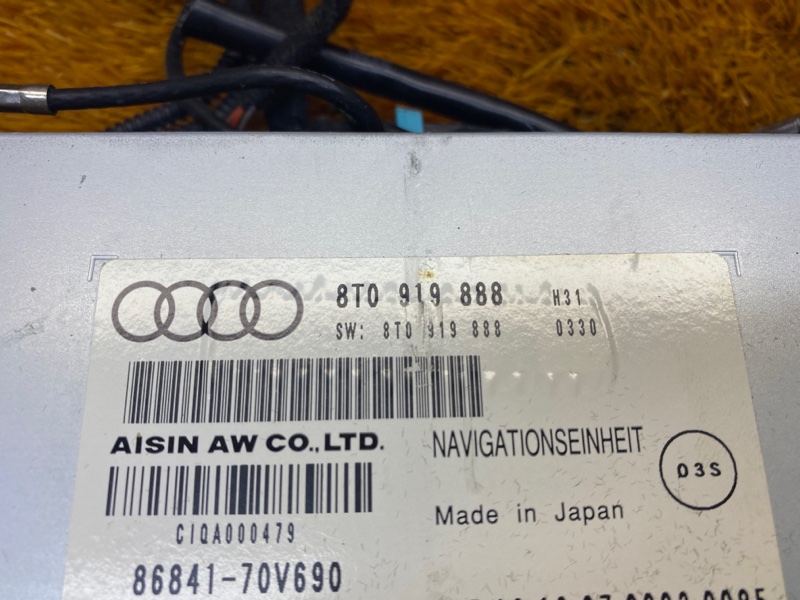 8T0 919 888 H31
SW: 8T0 919 888 0330
AISIN AW CO.,LTD. NAVIGATIONSEINHEIT
03S
Made in Japan
CIQA000479
86841-70V690